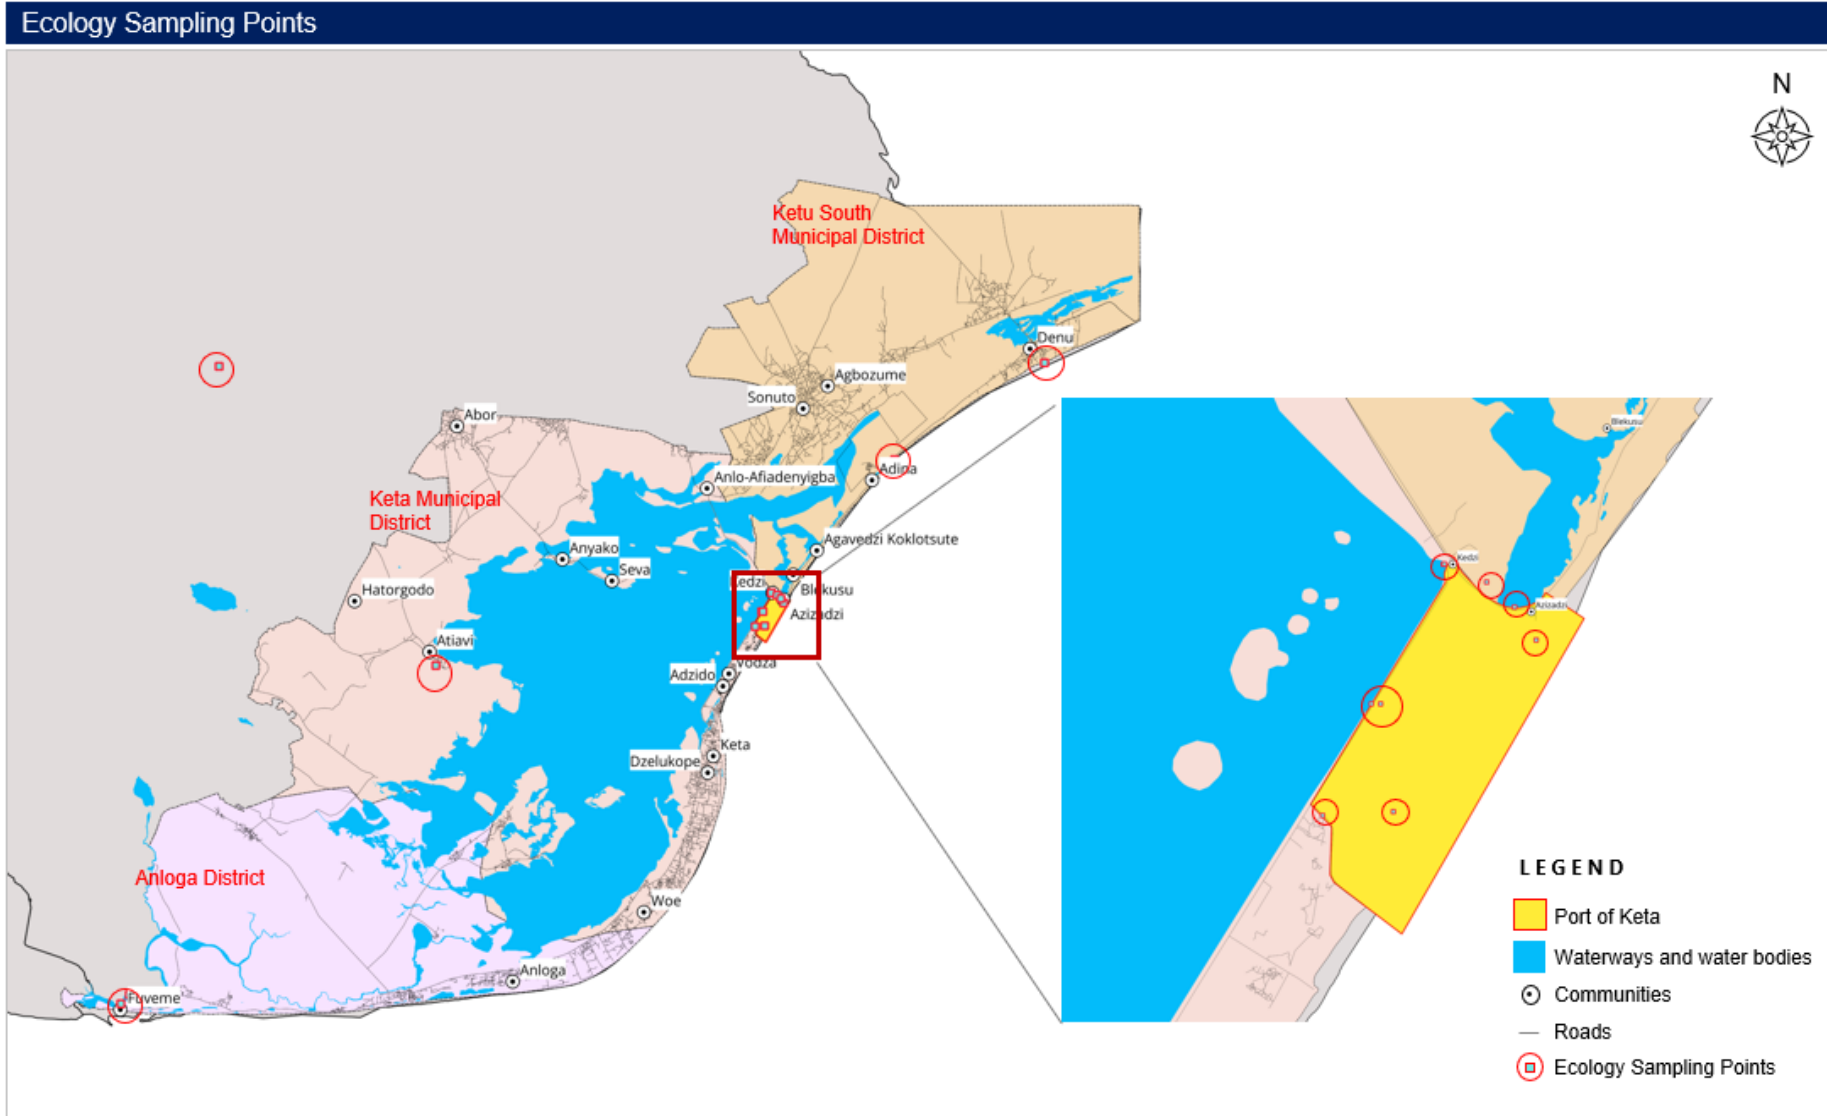 Ecology Sampling Points
N
Ketu South
Municipal District
Denu
Agbozume
Sonuto
Abor
Adina
Anlo-Afiadenyigba
Keta Municipal
District
Agavedzi Koklotsute
Anyako
Seva
Kedzi
Blekusu
Hatorgodo
Azizadzi
Atiavi
Vodza
Adzido
Keta
Dzelukope
Anloga District
Woe
Anloga
Fuveme
Blekusu
Kedzi
Azizadzi
LEGEND
Port of Keta
Waterways and water bodies
Communities
Roads
Ecology Sampling Points